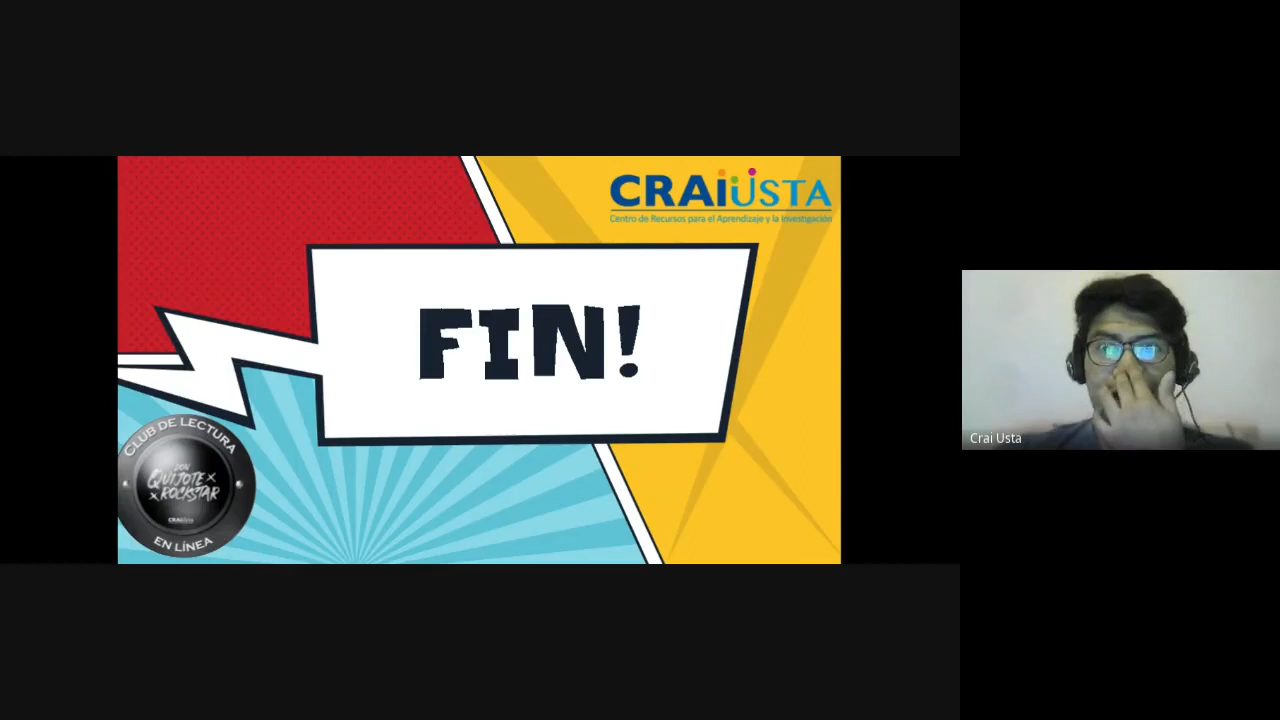 CRAIUSTA
Centro de Recursos para el Aprendizaje y la Investigación
FIN!
CLUB DE LECTURA
DON
QUIJOTE
ROCKSTAR
CRAIUSTA
EN LÍNEA
Crai Usta